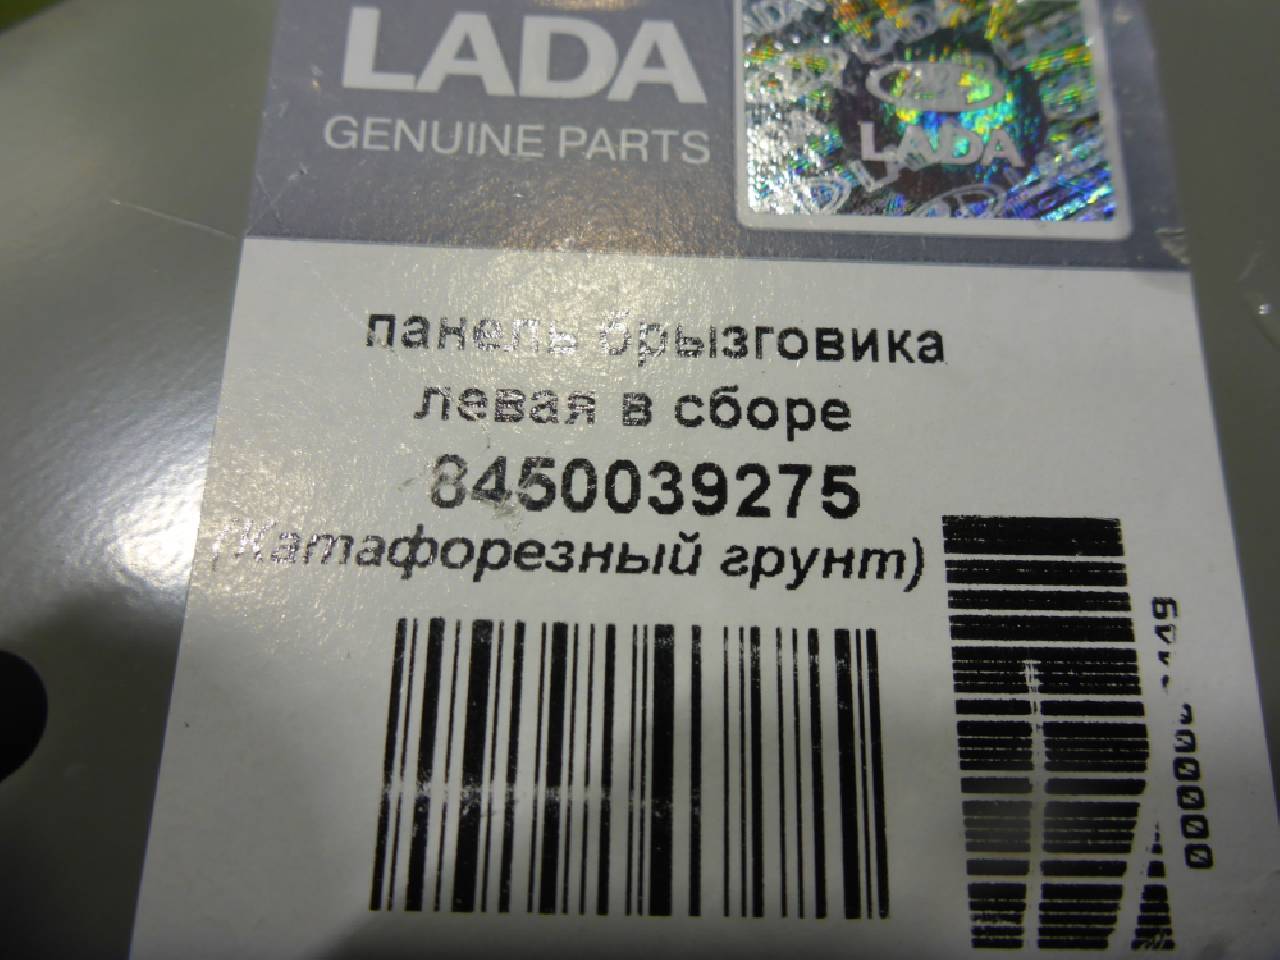 LADA
GENUINE PARTS
LADA
панель брызговика
левая в сборе
8450039275
(Катафорезный грунт)